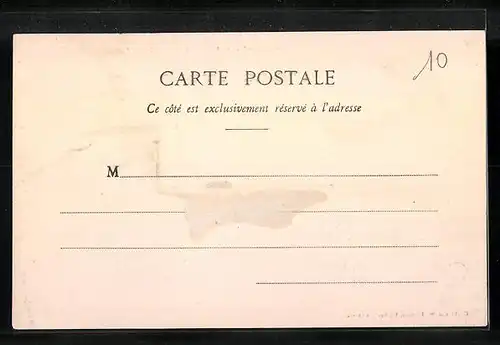 10
CARTE POSTALE
Ce côté est exclusivement réservé à l'adresse
M